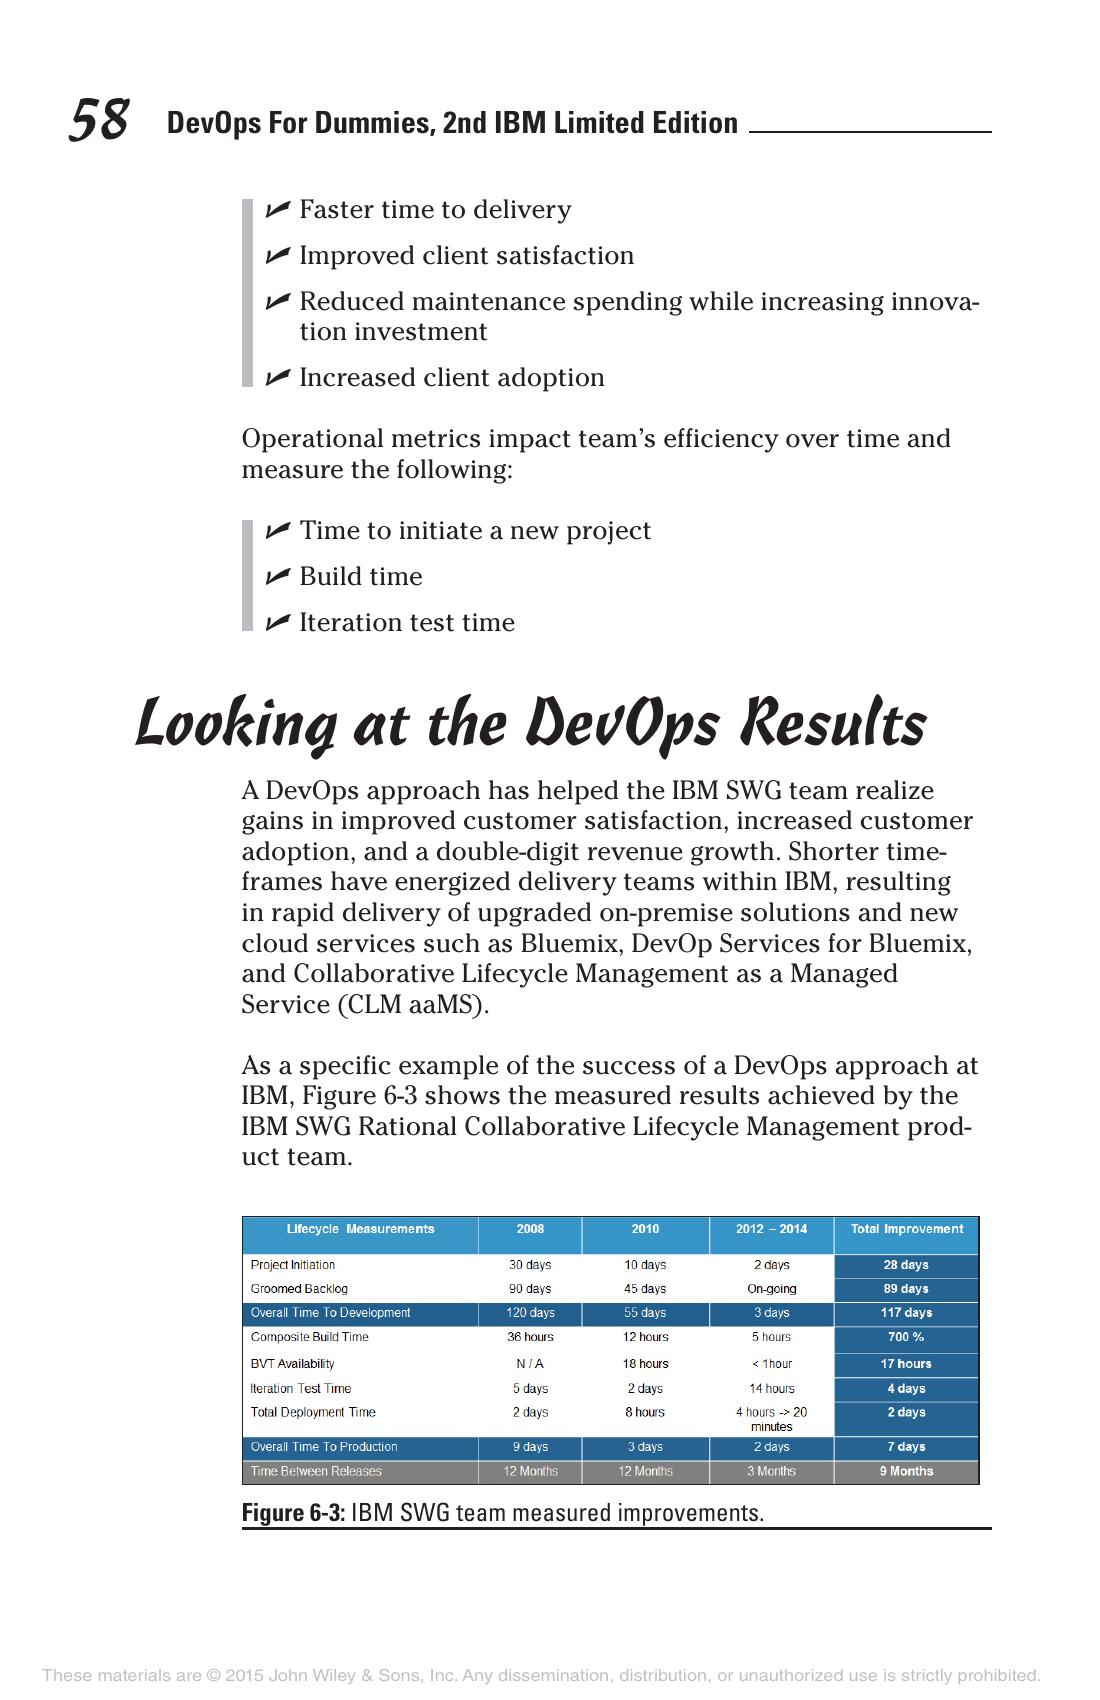 58 DevOps For Dummies, 2nd IBM Limited Edition
✓ Faster time to delivery
✓ Improved client satisfaction
✓ Reduced maintenance spending while increasing innova-
tion investment
✓ Increased client adoption
Operational metrics impact team’s efficiency over time and
measure the following:
✓ Time to initiate a new project
✓ Build time
✓ Iteration test time
Looking at the DevOps Results
A DevOps approach has helped the IBM SWG team realize
gains in improved customer satisfaction, increased customer
adoption, and a double-digit revenue growth. Shorter time-
frames have energized delivery teams within IBM, resulting
in rapid delivery of upgraded on-premise solutions and new
cloud services such as Bluemix, DevOp Services for Bluemix,
and Collaborative Lifecycle Management as a Managed
Service (CLM aaMS).
As a specific example of the success of a DevOps approach at
IBM, Figure 6-3 shows the measured results achieved by the
IBM SWG Rational Collaborative Lifecycle Management prod-
uct team.
Lifecycle Measurements 2008 2010 2012 – 2014 Total Improvement
Project Initiation 30 days 10 days 2 days 28 days
Groomed Backlog 90 days 45 days On-going 89 days
Overall Time To Development 120 days 55 days 3 days 117 days
Composite Build Time 36 hours 12 hours 5 hours 700 %
BVT Availability N / A 18 hours < 1hour 17 hours
Iteration Test Time 5 days 2 days 14 hours 4 days
Total Deployment Time 2 days 8 hours 4 hours -> 20 2 days
minutes
Overall Time To Production 9 days 3 days 2 days 7 days
Time Between Releases 12 Months 12 Months 3 Months 9 Months
Figure 6-3: IBM SWG team measured improvements.
These materials are © 2015 John Wiley & Sons, Inc. Any dissemination, distribution, or unauthorized use is strictly prohibited.